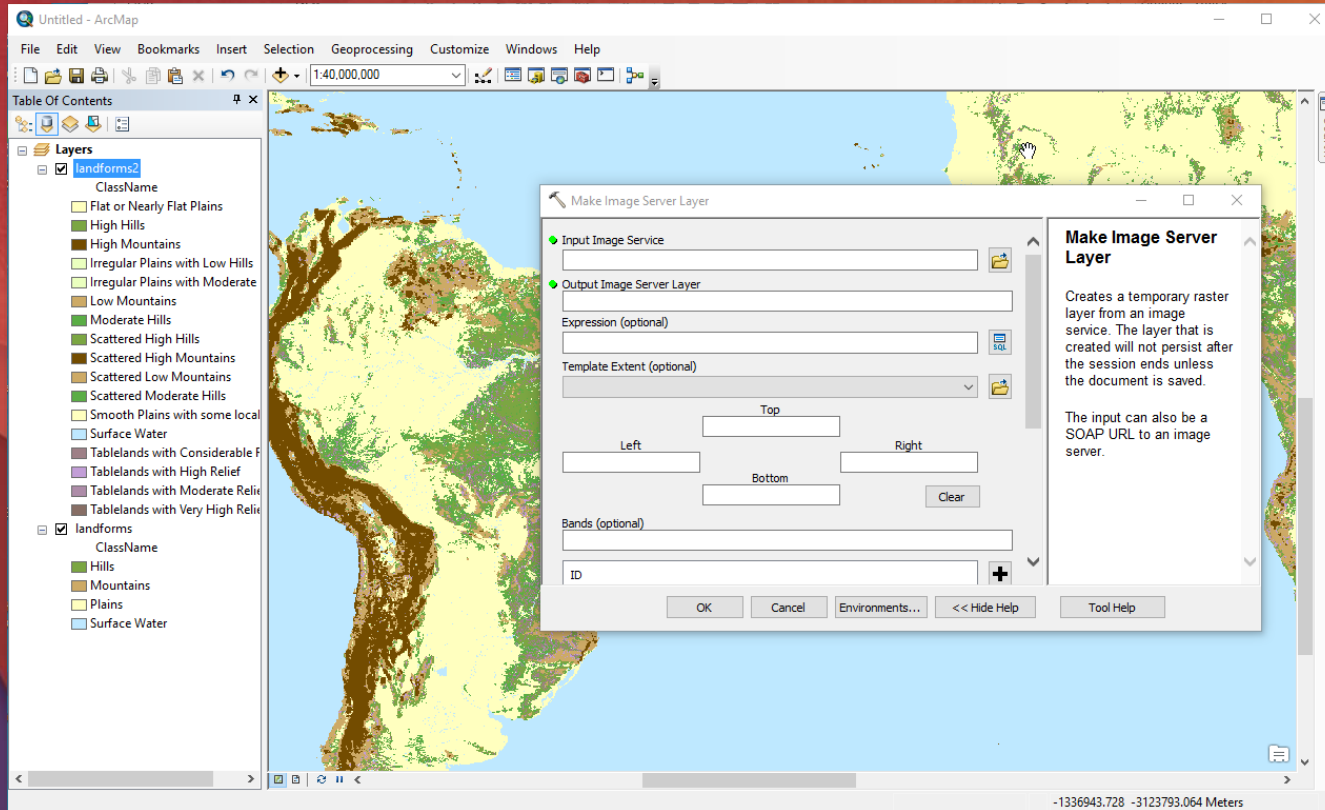 Untitled - ArcMap
File Edit View Bookmarks Insert Selection Geoprocessing Customize Windows Help
1:40,000,000
Table Of Contents
Layers
landforms2
ClassName
Flat or Nearly Flat Plains
High Hills
High Mountains
Irregular Plains with Low Hills
Irregular Plains with Moderate
Low Mountains
Moderate Hills
Scattered High Hills
Scattered High Mountains
Scattered Low Mountains
Scattered Moderate Hills
Smooth Plains with some local
Surface Water
Tablelands with Considerable R
Tablelands with High Relief
Tablelands with Moderate Relie
Tablelands with Very High Relie
landforms
ClassName
Hills
Mountains
Plains
Surface Water
Make Image Server Layer
Input Image Service
Output Image Server Layer
Expression (optional)
SQL
Template Extent (optional)
Top
Left Right
Bottom
Clear
Bands (optional)
ID
OK Cancel Environments... << Hide Help Tool Help
Make Image Server
Layer
Creates a temporary raster
layer from an image
service. The layer that is
created will not persist after
the session ends unless
the document is saved.
The input can also be a
SOAP URL to an image
server.
-1336943.728 -3123793.064 Meters